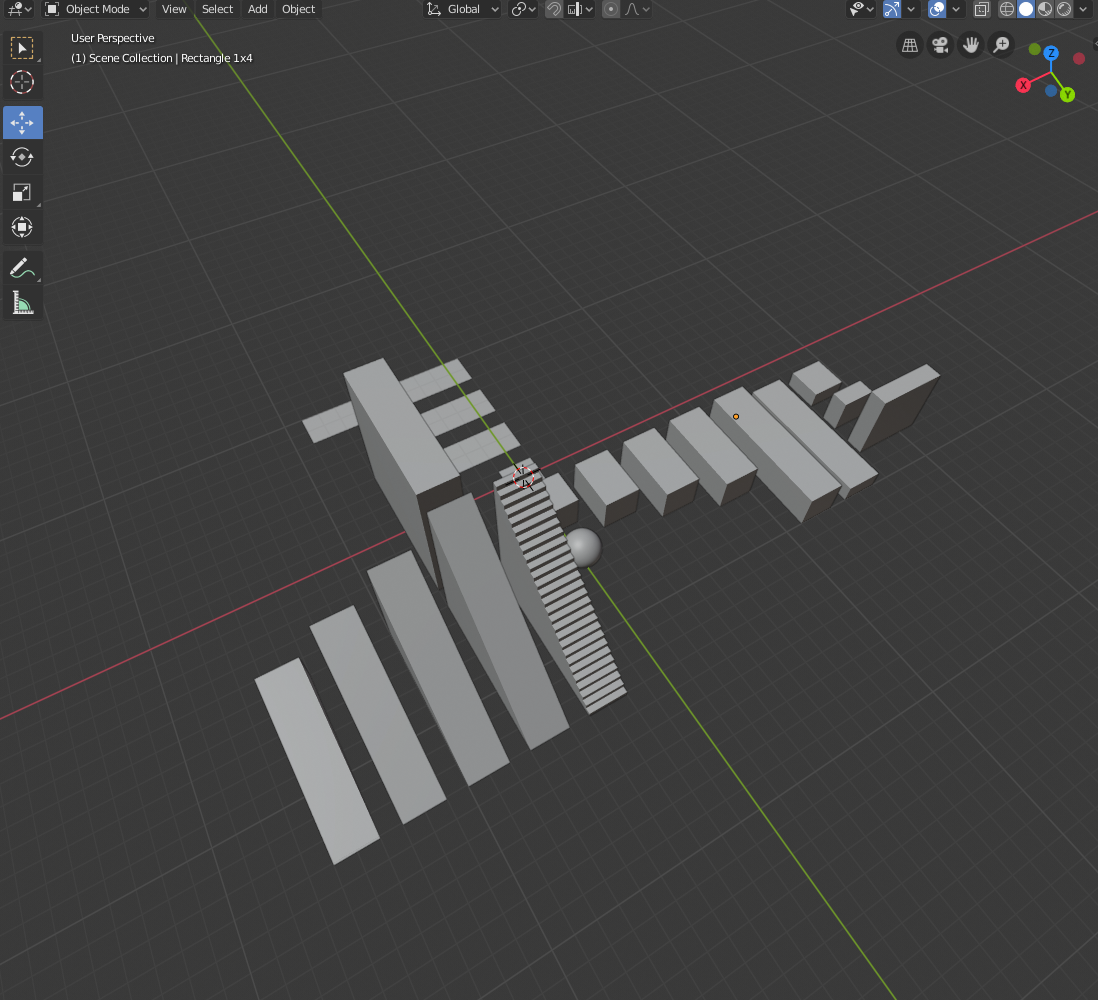 Object Mode View Select Add Object Global
User Perspective
(1) Scene Collection | Rectangle 1x4
Z
X
Y